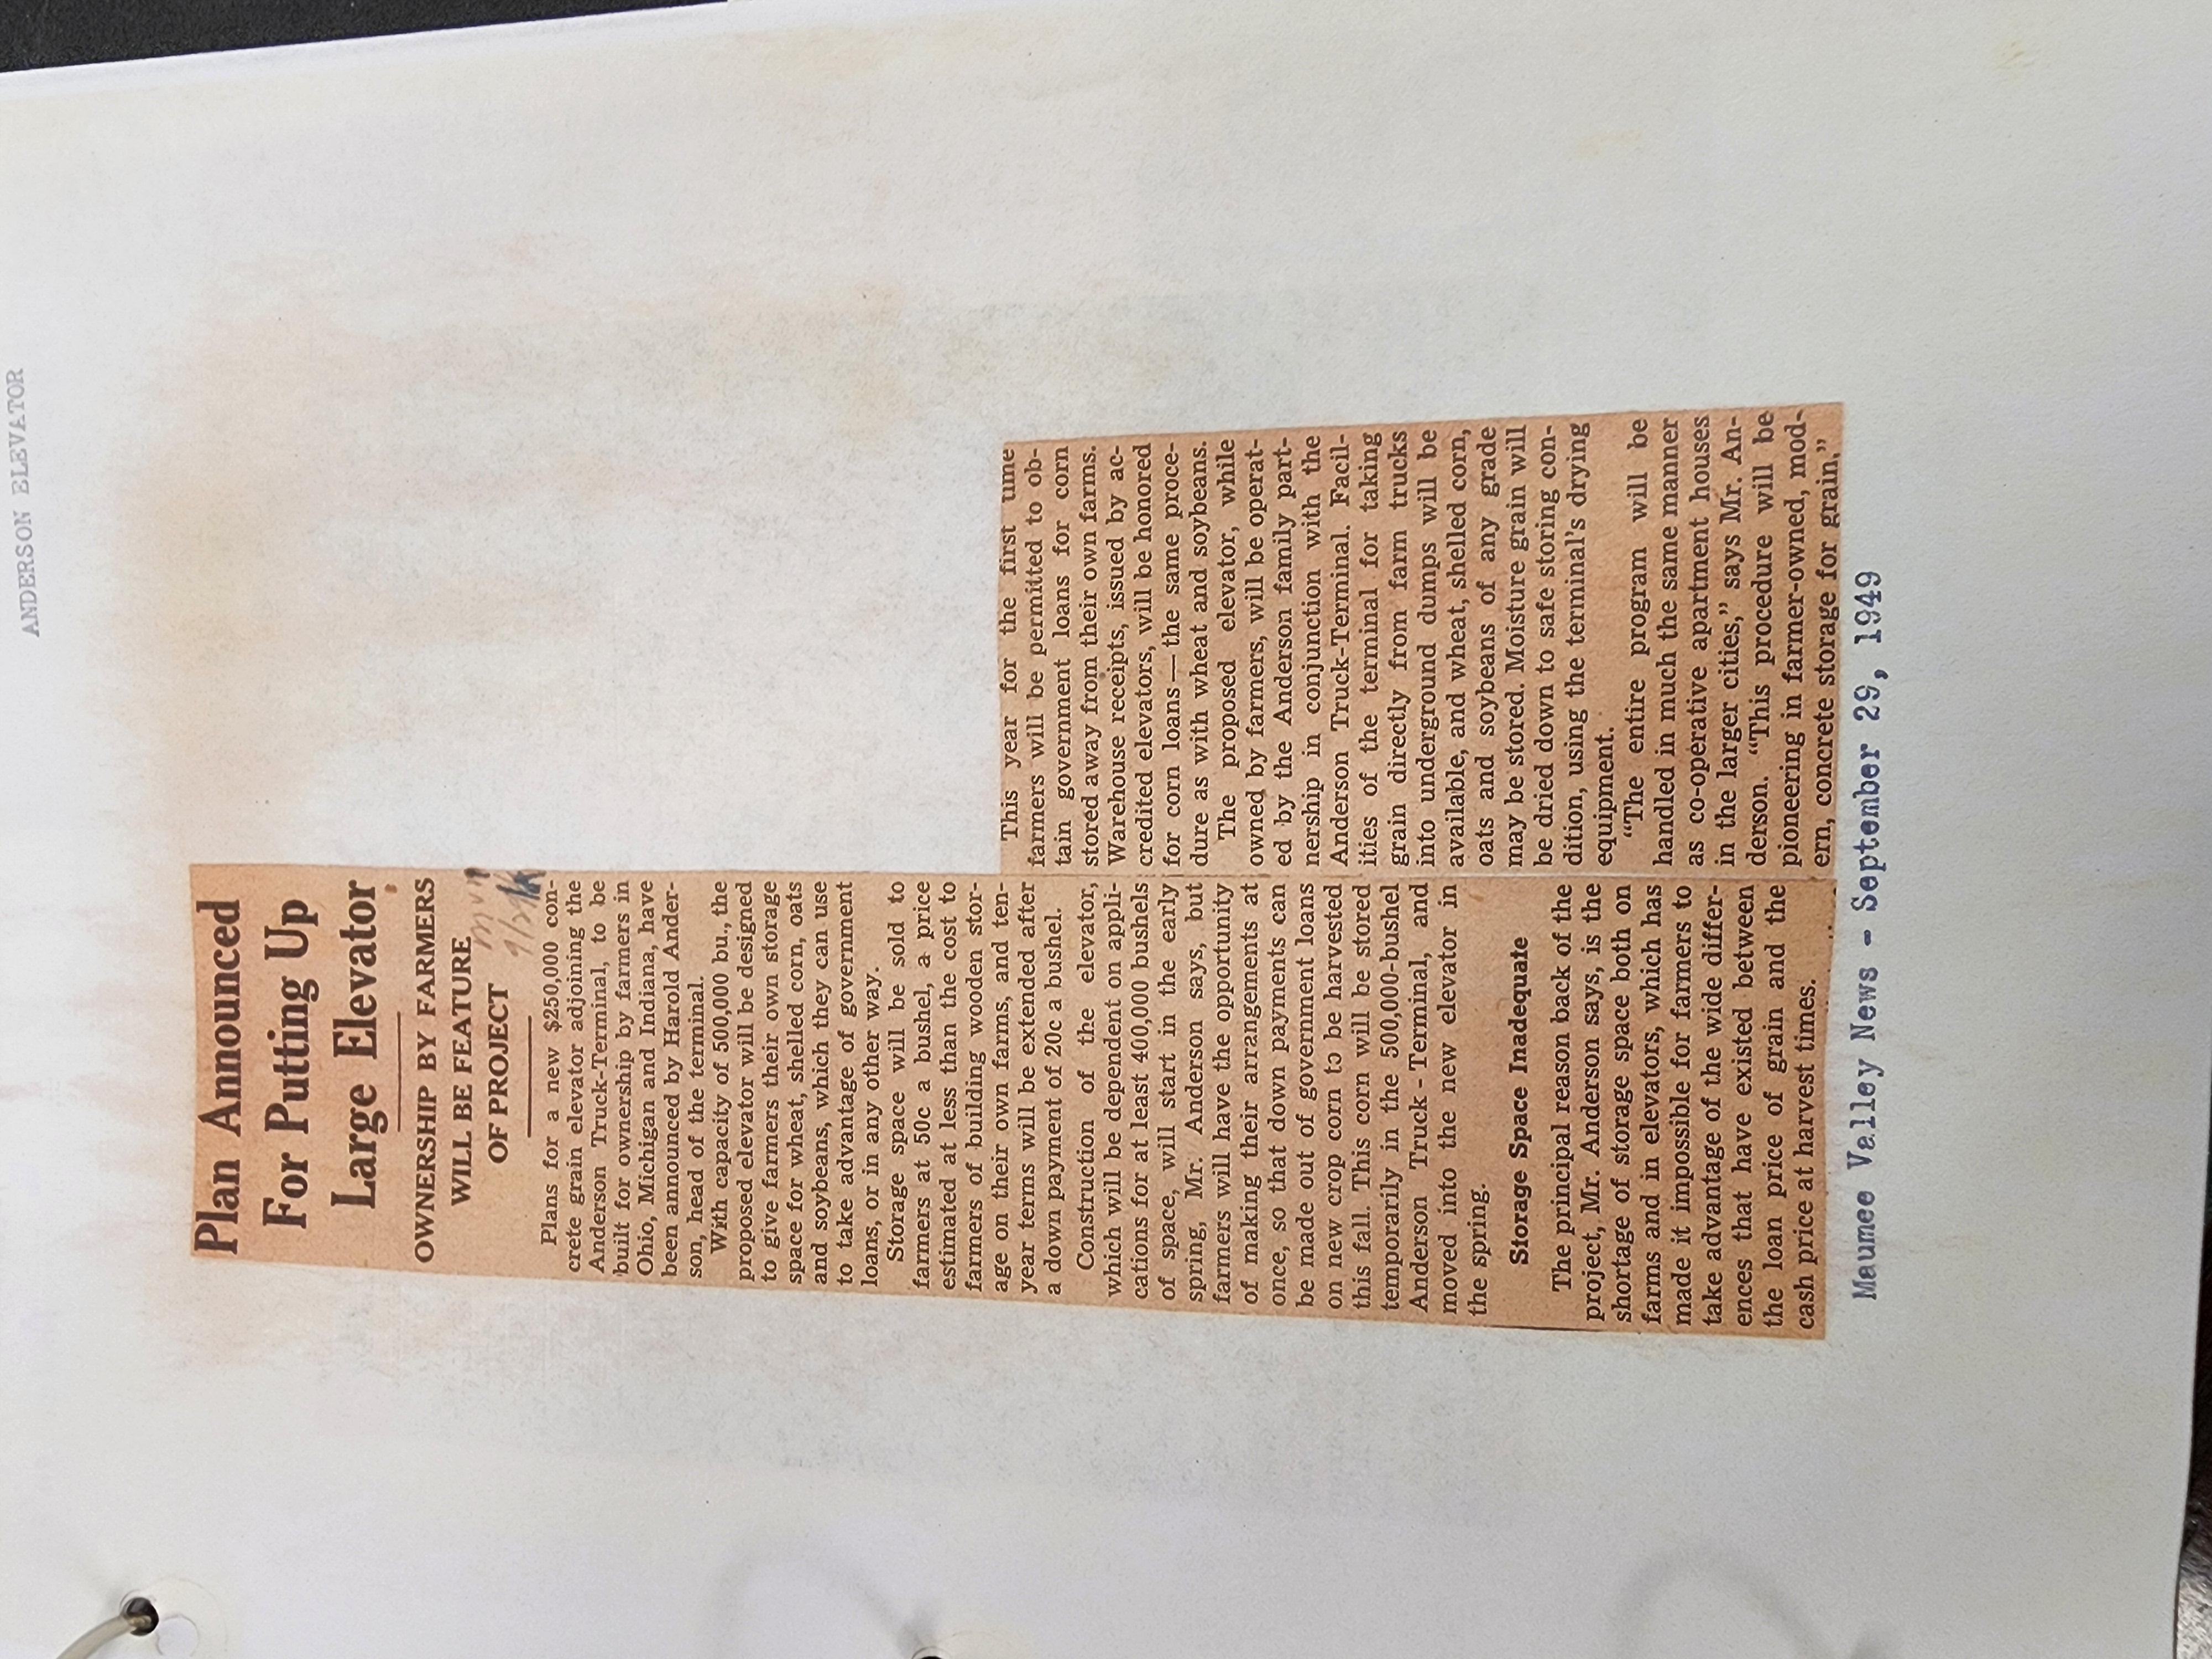 ANDERSON ELEVATOR
Plan Announced
For Putting Up
Large Elevator
OWNERSHIP BY FARMERS
WILL BE FEATURE
OF PROJECT
Plans for a new $250,000 con-
crete grain elevator adjoining the
Anderson Truck-Terminal, to be
built for ownership by farmers in
Ohio, Michigan and Indiana, have
been announced by Harold Ander-
son, head of the terminal.
With capacity of 500,000 bu., the
proposed elevator will be designed
to give farmers their own storage
space for wheat, shelled corn, oats
and soybeans, which they can use
to take advantage of government
loans, or in any other way.
Storage space will be sold to
farmers at 50c a bushel, a price
estimated at less than the cost to
farmers of building wooden stor-
age on their own farms, and ten-
year terms will be extended after
a down payment of 20c a bushel.
Construction of the elevator,
which will be dependent on appli-
cations for at least 400,000 bushels
of space, will start in the early
spring, Mr. Anderson says, but
farmers will have the opportunity
of making their arrangements at
once, so that down payments can
be made out of government loans
on new crop corn to be harvested
this fall. This corn will be stored
temporarily in the 500,000-bushel
Anderson Truck-Terminal, and
moved into the new elevator in
the spring.
Storage Space Inadequate
The principal reason back of the
project, Mr. Anderson says, is the
shortage of storage space both on
farms and in elevators, which has
made it impossible for farmers to
take advantage of the wide differ-
ences that have existed between
the loan price of grain and the
cash price at harvest times.
This year for the first time
farmers will be permitted to ob-
tain government loans for corn
stored away from their own farms.
Warehouse receipts, issued by ac-
credited elevators, will be honored
for corn loans—the same proce-
dure as with wheat and soybeans.
The proposed elevator, while
owned by farmers, will be operat-
ed by the Anderson family part-
nership in conjunction with the
Anderson Truck-Terminal. Facil-
ities of the terminal for taking
grain directly from farm trucks
into underground dumps will be
available, and wheat, shelled corn,
oats and soybeans of any grade
may be stored. Moisture grain will
be dried down to safe storing con-
dition, using the terminal's drying
equipment.
"The entire program will be
handled in much the same manner
as co-operative apartment houses
in the larger cities," says Mr. An-
derson. "This procedure will be
pioneering in farmer-owned, mod-
ern, concrete storage for grain,"
Maumee Valley News - September 29, 1949